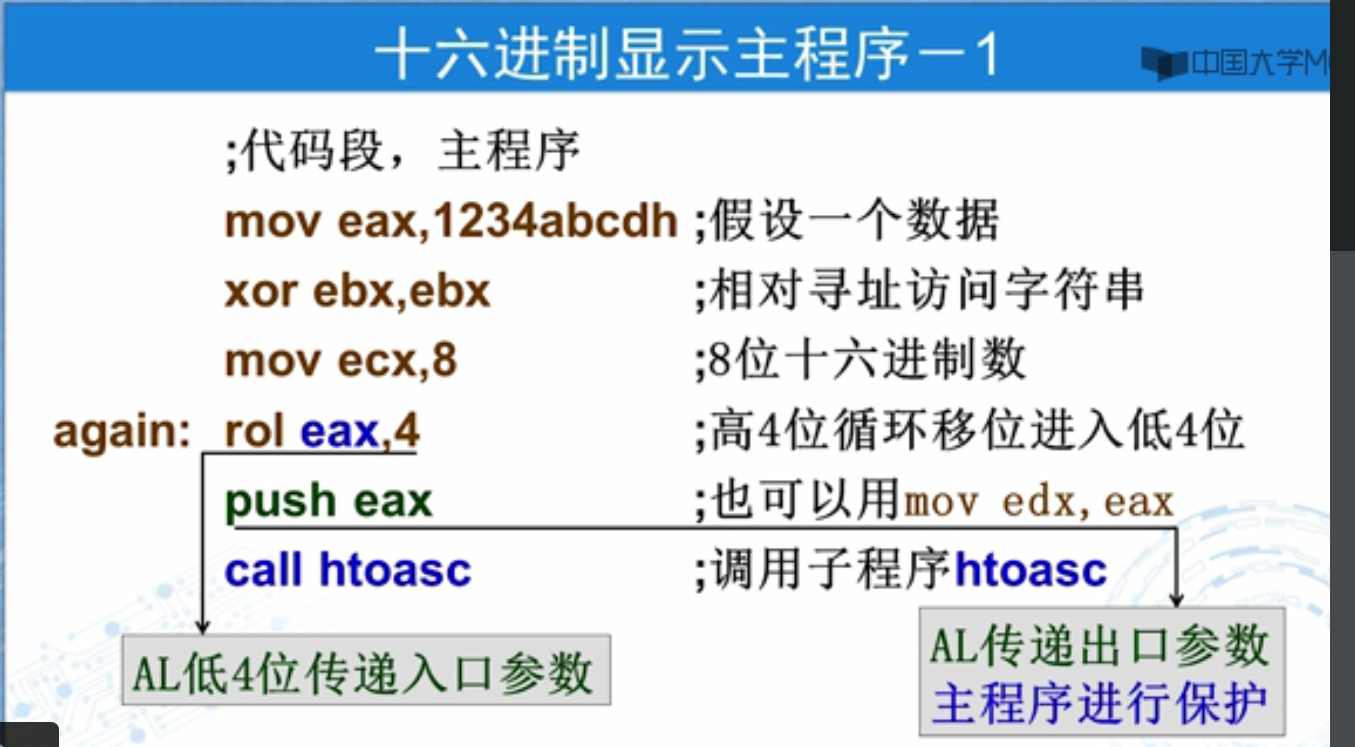 十六进制显示主程序－1
中国大学M
;代码段，主程序
mov eax,1234abcdh ;假设一个数据
xor ebx,ebx ;相对寻址访问字符串
mov ecx,8 ;8位十六进制数
again: rol eax,4 ;高4位循环移位进入低4位
push eax ;也可以用mov edx,eax
call htoasc ;调用子程序htoasc
AL低4位传递入口参数
AL传递出口参数
主程序进行保护